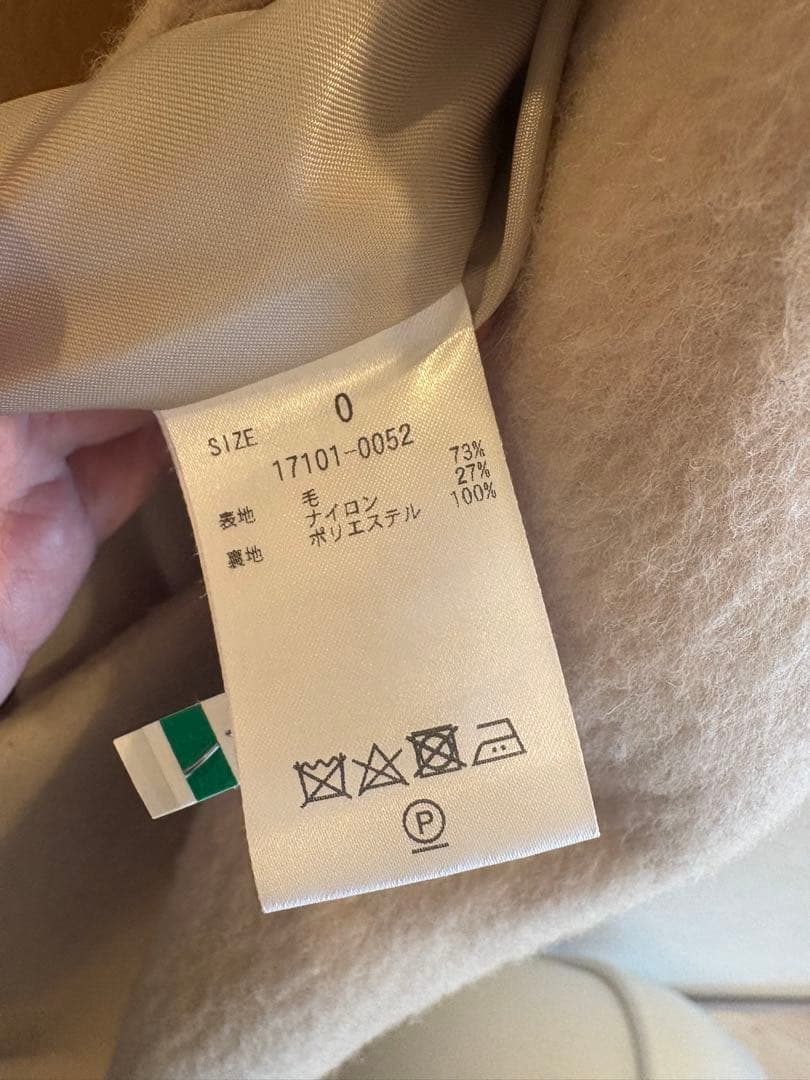 SIZE 0
17101-0052
表地 毛 73%
ナイロン 27%
裏地 ポリエステル 100%
P